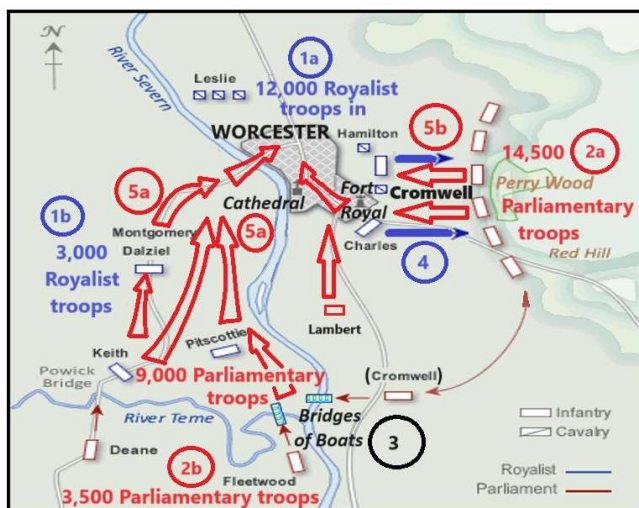 N
River Severn
1a
Leslie
12,000 Royalist
troops in
WORCESTER
Hamilton
5b
14,500
2a
Perry Wood
Parliamentary
troops
Cromwell
Fort
Royal
Cathedral
5a
1b
Montgomery
Dalziel
3,000
Royalist
troops
5a
Charles
4
Red Hill
Lambert
Keith
Pitscottie
Powick
Bridge
9,000 Parliamentary
troops
(Cromwell)
River Teme
Bridges
of Boats
3
Infantry
Cavalry
Deane
2b
Fleetwood
3,500 Parliamentary troops
Royalist
Parliament